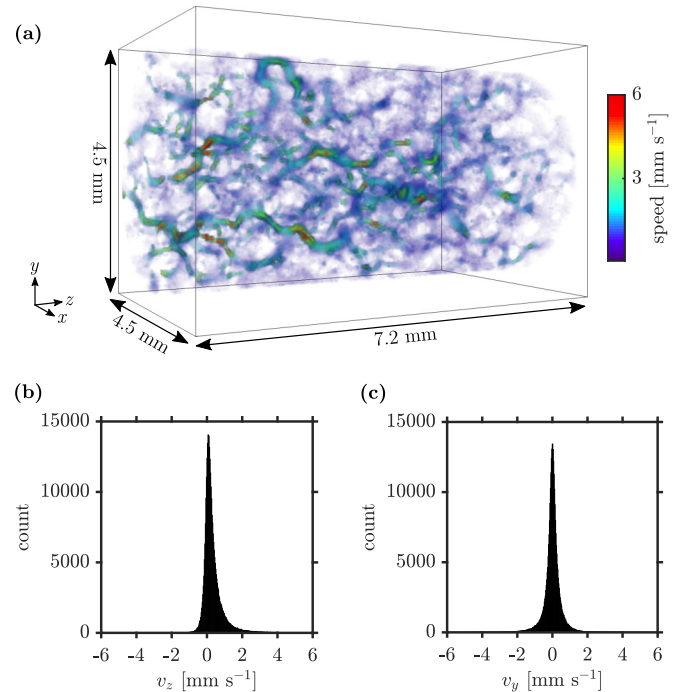 (a)
4.5 mm
4.5 mm
7.2 mm
y
z
x
6
3
speed [mm s⁻¹]
(b)
15000
10000
5000
0
count
-6 -4 -2 0 2 4 6
v_z [mm s⁻¹]
(c)
15000
10000
5000
0
count
-6 -4 -2 0 2 4 6
v_y [mm s⁻¹]